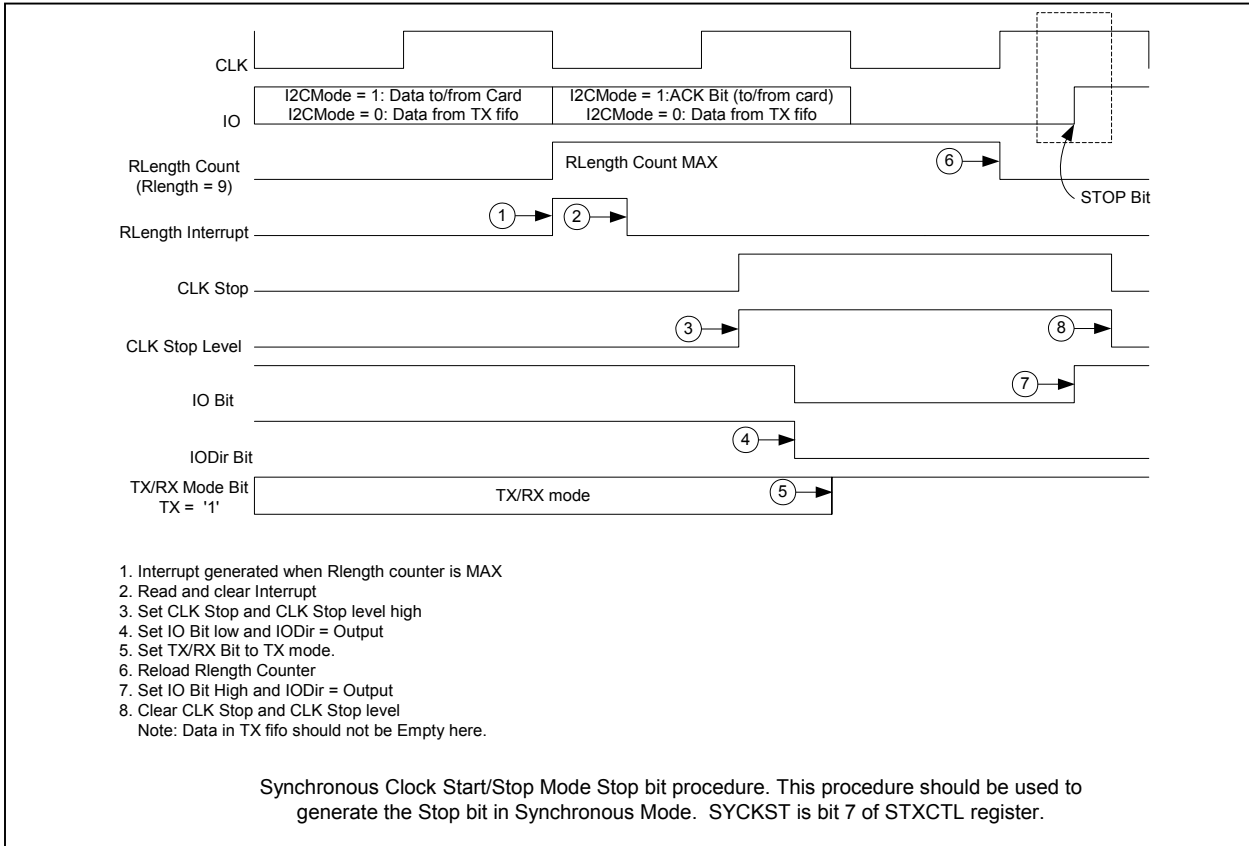 CLK
I2CMode = 1: Data to/from Card
I2CMode = 0: Data from TX fifo
I2CMode = 1:ACK Bit (to/from card)
I2CMode = 0: Data from TX fifo
IO
RLength Count
(Rlength = 9)
RLength Count MAX
6
STOP Bit
1
2
RLength Interrupt
CLK Stop
3
8
CLK Stop Level
7
IO Bit
4
IODir Bit
TX/RX Mode Bit
TX = '1'
TX/RX mode
5
1. Interrupt generated when Rlength counter is MAX
2. Read and clear Interrupt
3. Set CLK Stop and CLK Stop level high
4. Set IO Bit low and IODir = Output
5. Set TX/RX Bit to TX mode.
6. Reload Rlength Counter
7. Set IO Bit High and IODir = Output
8. Clear CLK Stop and CLK Stop level
Note: Data in TX fifo should not be Empty here.
Synchronous Clock Start/Stop Mode Stop bit procedure. This procedure should be used to
generate the Stop bit in Synchronous Mode. SYCKST is bit 7 of STXCTL register.